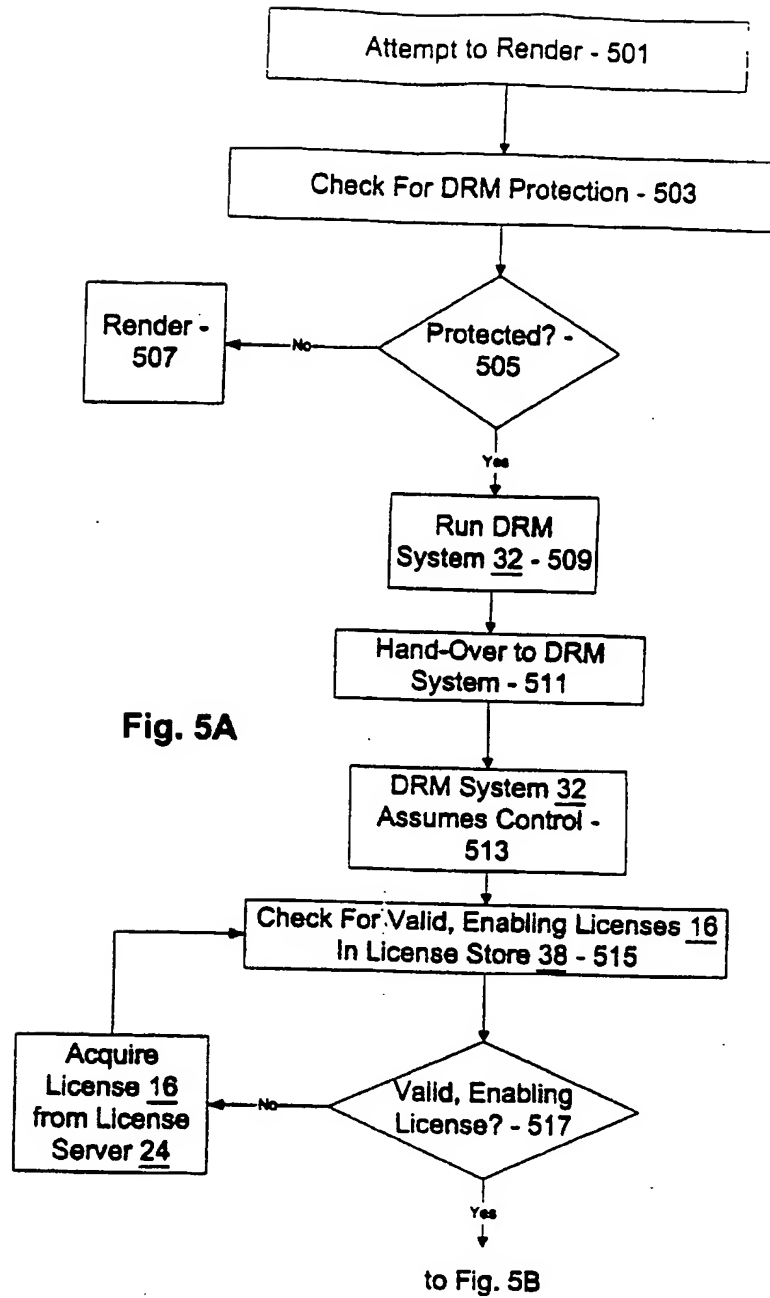 Attempt to Render - 501
Check For DRM Protection - 503
Render -
507
No
Protected? -
505
Yes
Run DRM
System 32 - 509
Hand-Over to DRM
System - 511
Fig. 5A
DRM System 32
Assumes Control -
513
Check For Valid, Enabling Licenses 16
In License Store 38 - 515
Acquire
License 16
from License
Server 24
No
Valid, Enabling
License? - 517
Yes
to Fig. 5B